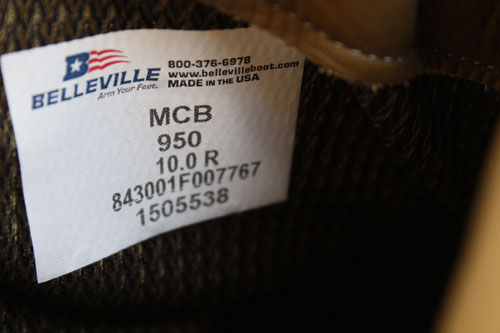 B
BELLEVILLE
Arm Your Feet.
800-376-6978
www.bellevilleboot.com
MADE IN THE USA
MCB
950
10.0 R
843001F007767
1505538